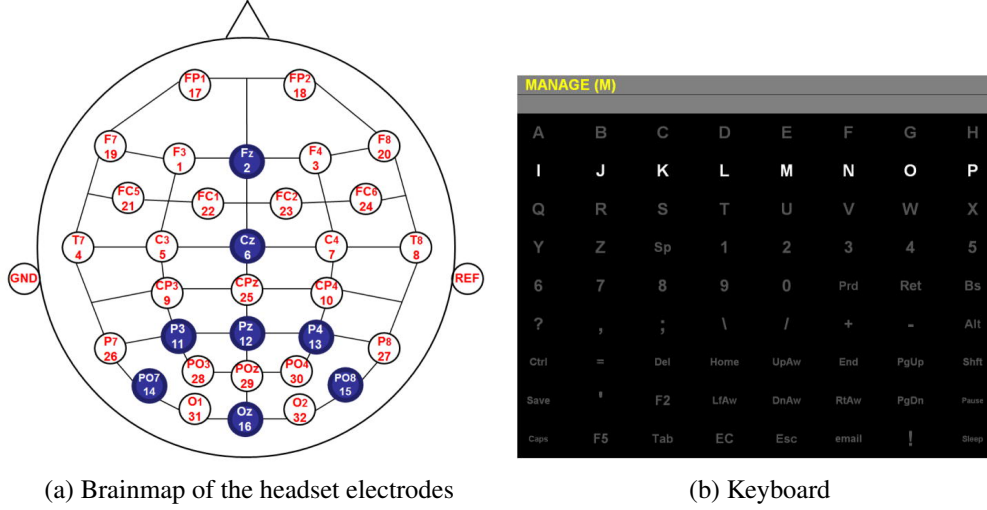 FP1 FP2
17 18
F7 F8
19 20
F3 Fz F4
1 2 3
FC5 FC6
21 24
FC1 FC2
22 23
T7 C3 Cz C4 T8
4 5 6 7 8
GND REF
CP3 CPz CP4
9 25 10
P7 P3 Pz P4 P8
26 11 12 13 27
PO3 POz PO4
28 29 30
PO7 PO8
14 15
O1 Oz O2
31 16 32
(a) Brainmap of the headset electrodes
MANAGE (M)
A B C D E F G H
I J K L M N O P
Q R S T U V W X
Y Z Sp 1 2 3 4 5
6 7 8 9 0 Prd Ret Bs
? , ; \ / + - Alt
Ctrl = Del Home UpAw End PgUp Shft
Save ' F2 LfAw DnAw RtAw PgDn Pause
Caps F5 Tab EC Esc email ! Sleep
(b) Keyboard